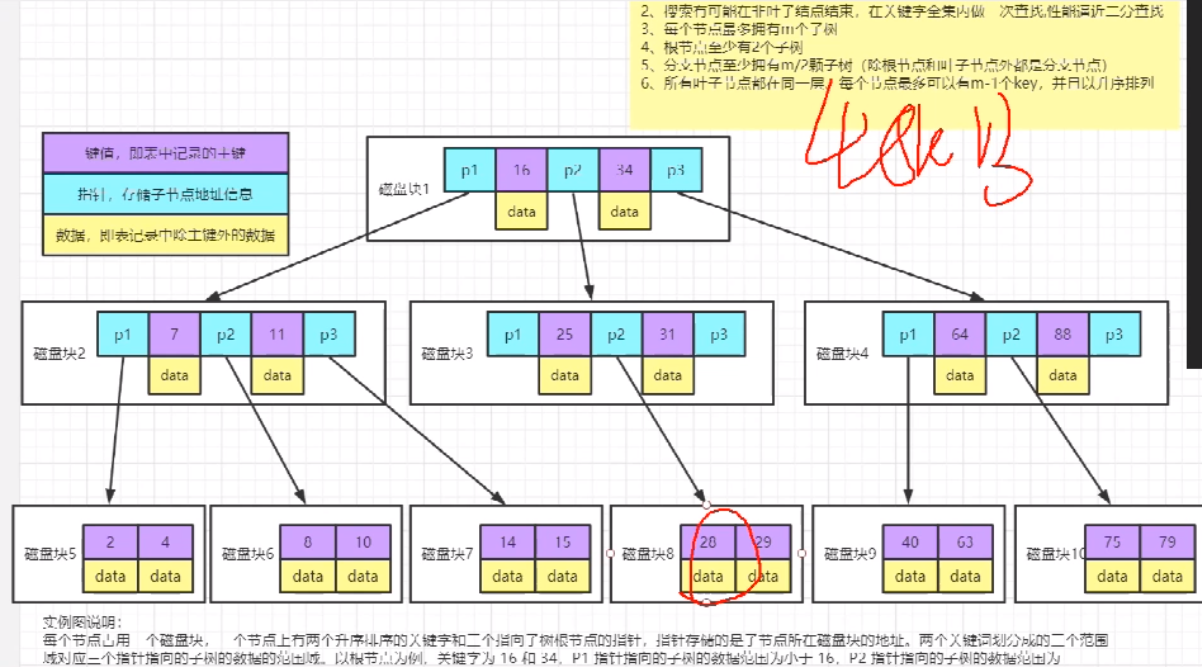 2、搜索有可能在非叶子结点结束，在关键字全集内做一次查找,性能逼近二分查找
3、每个节点最多拥有m个子树
4、根节点至少有2个子树
5、分支节点至少拥有m/2颗子树（除根节点和叶子节点外都是分支节点）
6、所有叶子节点都在同一层，每个节点最多可以有m-1个key，并且以升序排列
48k B
键值，即表中记录的主键
指针，存储子节点地址信息
数据，即表记录中除主键外的数据
磁盘块1 p1 16 p2 34 p3
data data
磁盘块2 p1 7 p2 11 p3
data data
磁盘块3 p1 25 p2 31 p3
data data
磁盘块4 p1 64 p2 88 p3
data data
磁盘块5 2 4
data data
磁盘块6 8 10
data data
磁盘块7 14 15
data data
磁盘块8 28 29
data data
磁盘块9 40 63
data data
磁盘块10 75 79
data data
实例图说明：
每个节点占用一个磁盘块，一个节点上有两个升序排序的关键字和三个指向子树根节点的指针，指针存储的是子节点所在磁盘块的地址。两个关键词划分成的三个范围
域对应三个指针指向的子树的数据的范围域。以根节点为例，关键字为 16 和 34，P1 指针指向的子树的数据范围为小于 16，P2 指针指向的子树的数据范围为